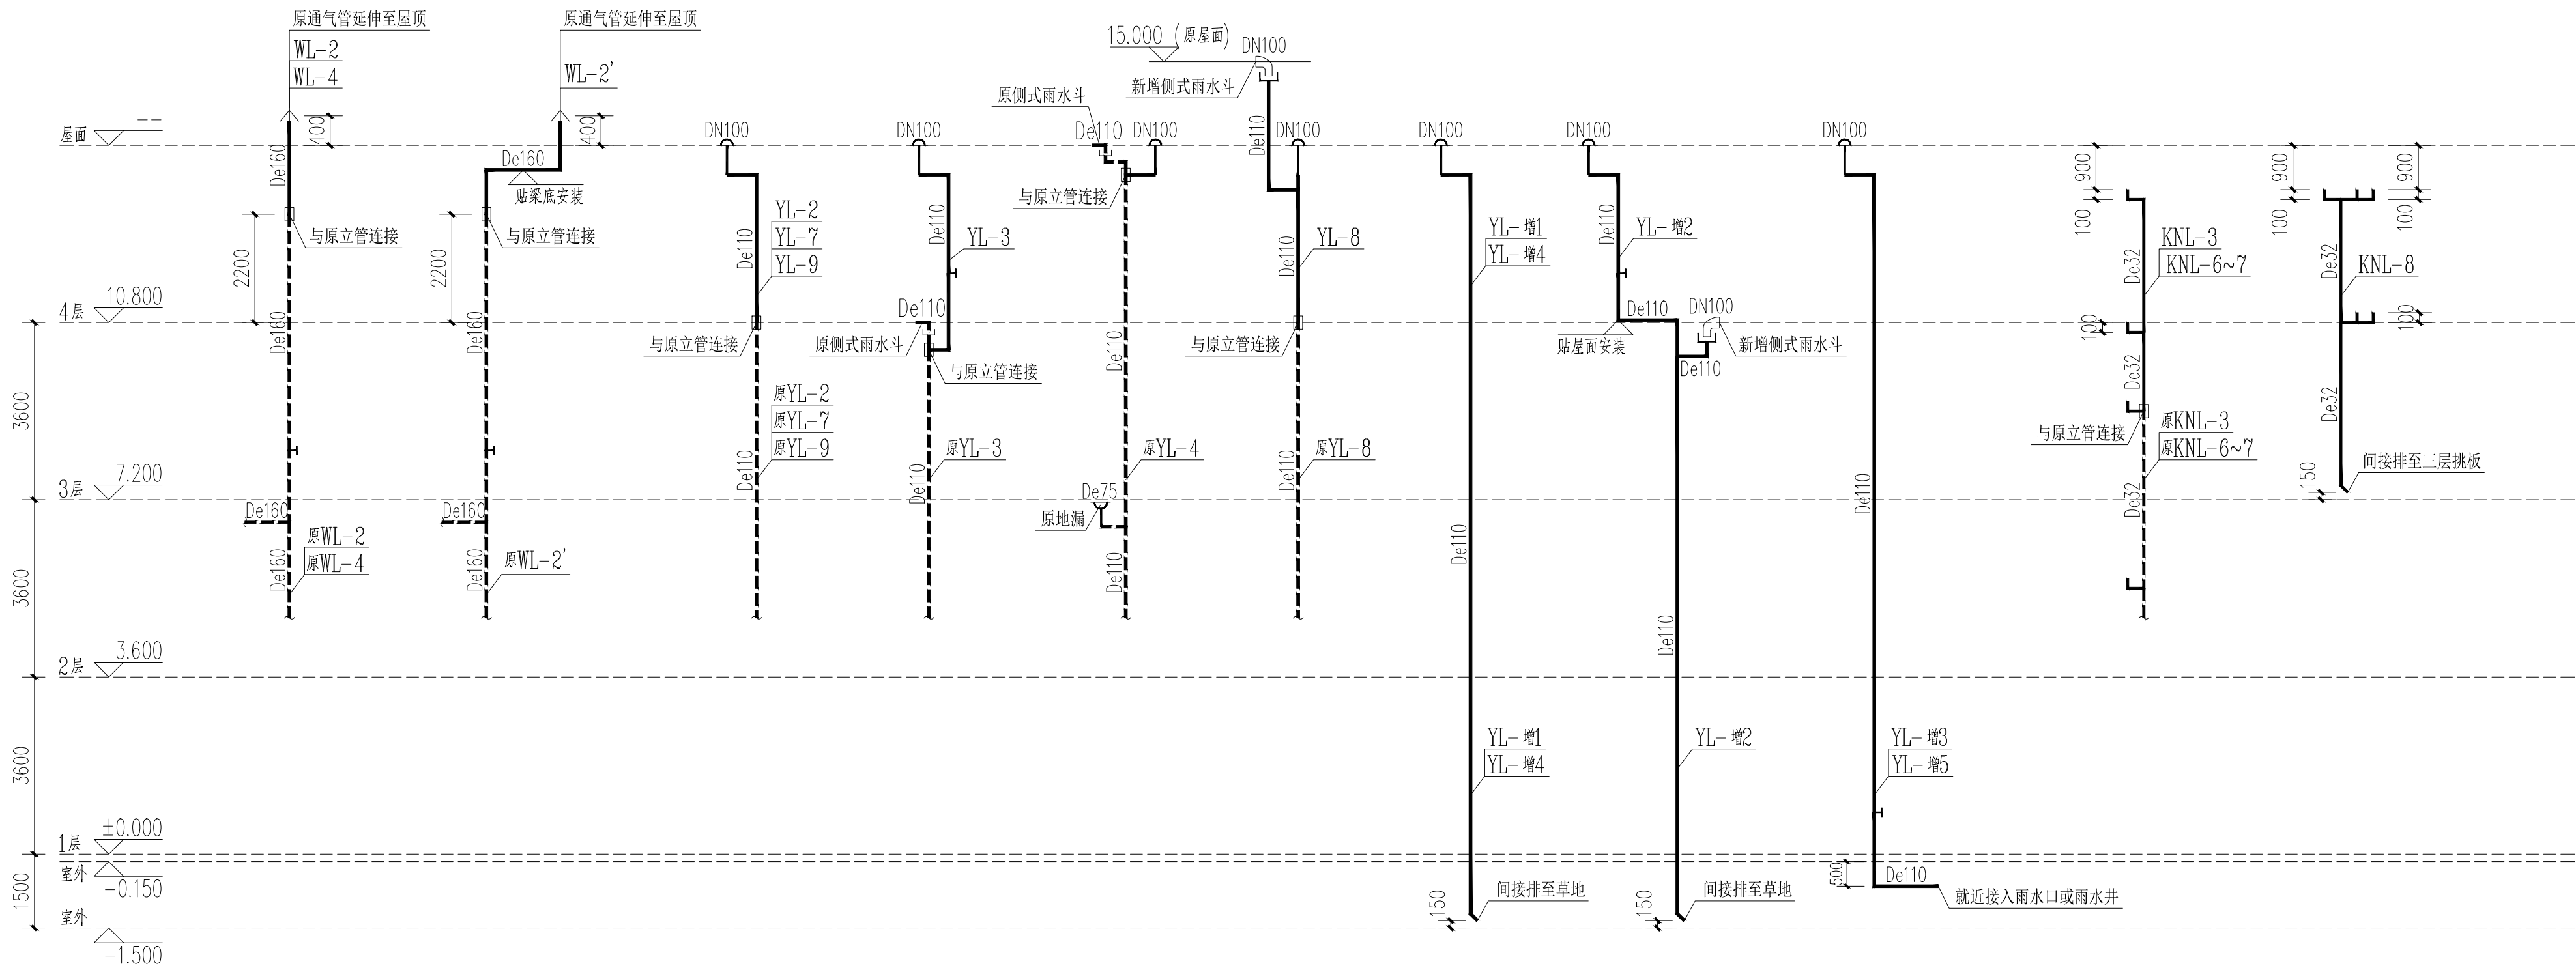 原通气管延伸至屋顶
WL-2
WL-4
400
De160
2200
与原立管连接
De160
De160
原WL-2
原WL-4
De160
原通气管延伸至屋顶
WL-2'
400
De160
贴梁底安装
2200
与原立管连接
De160
De160
原WL-2'
De160
DN100
YL-2
YL-7
YL-9
De110
与原立管连接
原YL-2
原YL-7
原YL-9
De110
DN100
De110
YL-3
De110
原侧式雨水斗
与原立管连接
原YL-3
De110
原侧式雨水斗
De110
DN100
与原立管连接
De110
原YL-4
De75
原地漏
De110
15.000 (原屋面)
DN100
新增侧式雨水斗
De110
DN100
De110
YL-8
与原立管连接
原YL-8
De110
DN100
YL-增1
YL-增4
De110
YL-增1
YL-增4
150
间接排至草地
DN100
De110
YL-增2
De110
DN100
贴屋面安装
新增侧式雨水斗
De110
De110
YL-增2
150
间接排至草地
DN100
De110
YL-增3
YL-增5
500
De110
就近接入雨水口或雨水井
900
100
KNL-3
KNL-6~7
De32
100
De32
与原立管连接
原KNL-3
原KNL-6~7
De32
900
100
900
100
De32
KNL-8
100
De32
间接排至三层挑板
150
屋面
--
4层
10.800
3600
3层
7.200
3600
2层
3.600
3600
1层
±0.000
室外
-0.150
1500
室外
-1.500